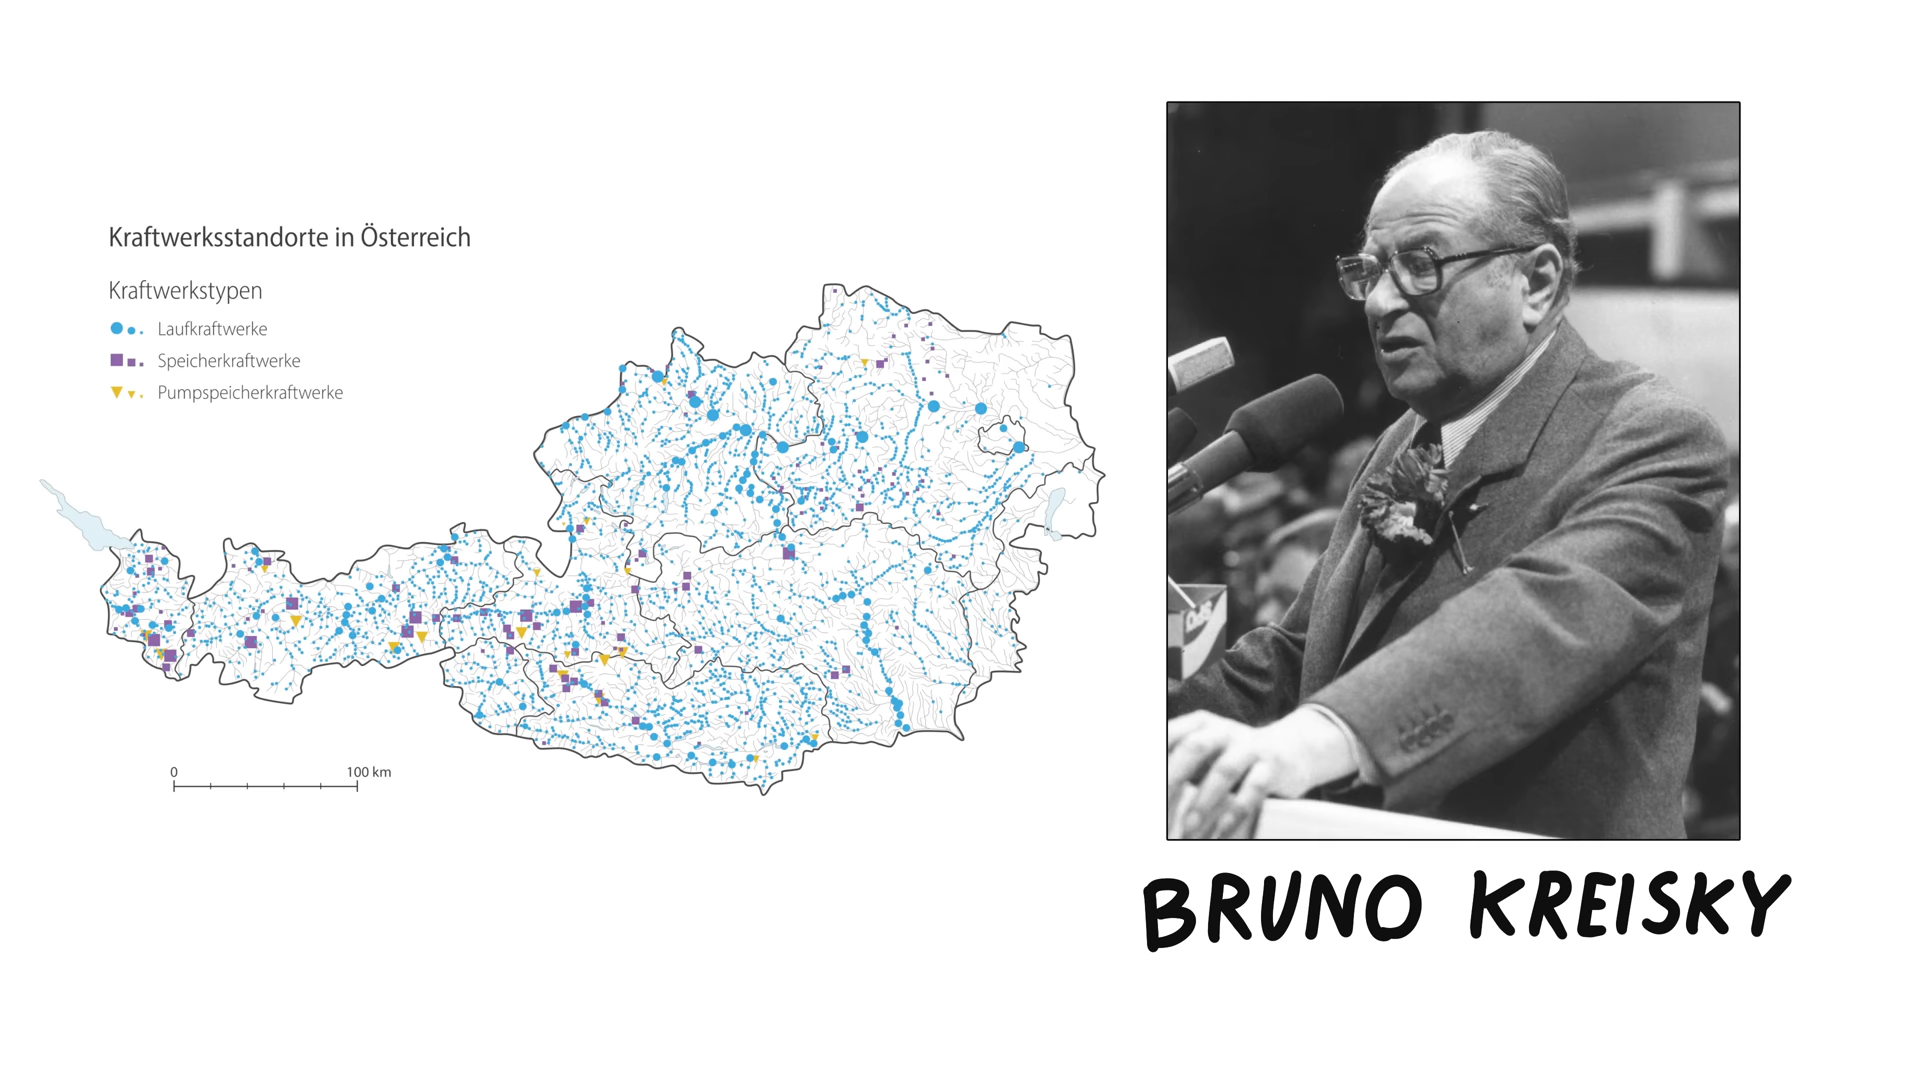 Kraftwerksstandorte in Österreich
Kraftwerkstypen
Laufkraftwerke
Speicherkraftwerke
Pumpspeicherkraftwerke
0 100 km
BRUNO KREISKY